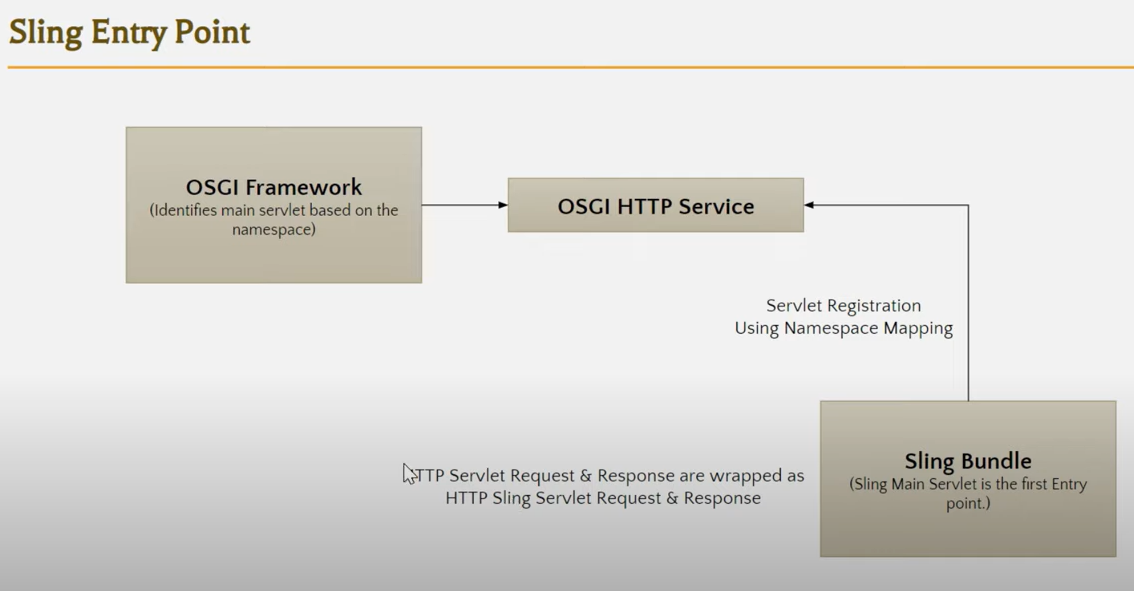 Sling Entry Point
OSGI Framework
(Identifies main servlet based on the
namespace)
OSGI HTTP Service
Servlet Registration
Using Namespace Mapping
HTTP Servlet Request & Response are wrapped as
HTTP Sling Servlet Request & Response
Sling Bundle
(Sling Main Servlet is the first Entry
point.)